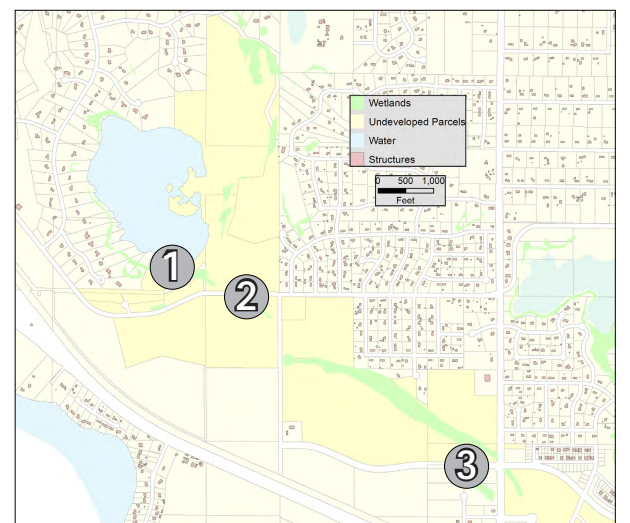 Wetlands
Undeveloped Parcels
Water
Structures
0 500 1,000
Feet
1
2
3